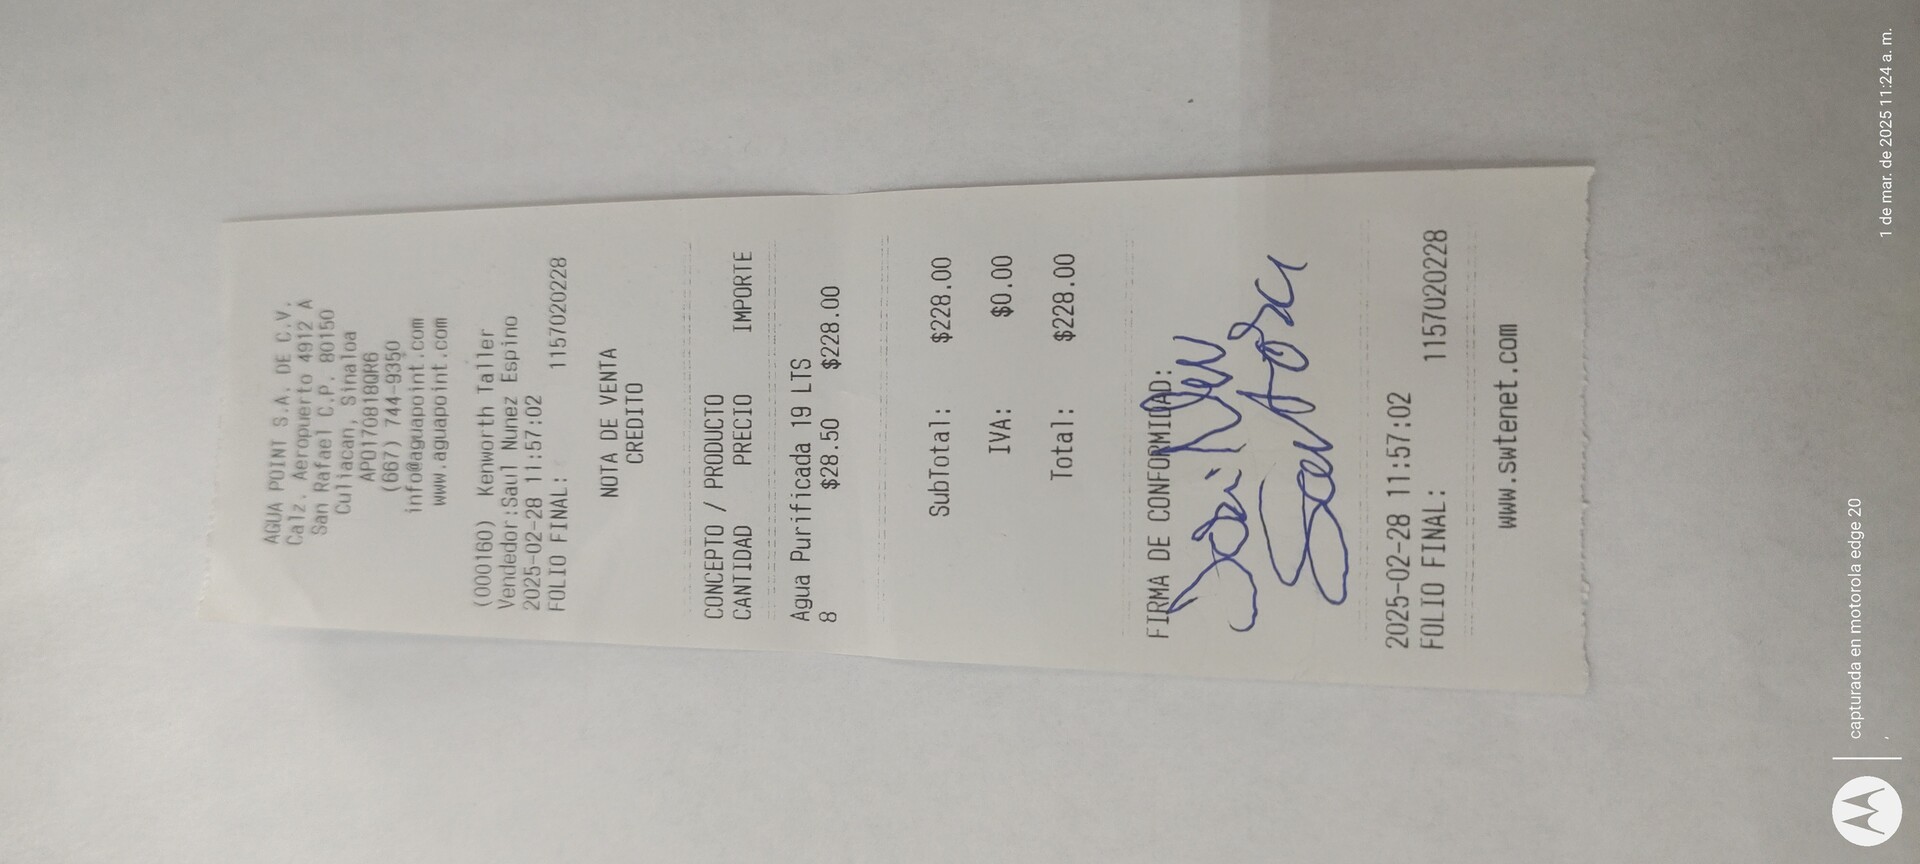 AGUA POINT S.A. DE C.V.
Calz. Aeropuerto 4912 A
San Rafael C.P. 80150
Culiacan, Sinaloa
APO170818QR6
(667) 744-9350
info@aguapoint.com
www.aguapoint.com
(000160) Kenworth Taller
Vendedor:Saul Nunez Espino
2025-02-28 11:57:02
FOLIO FINAL: 1157020228
NOTA DE VENTA
CREDITO
CONCEPTO / PRODUCTO
CANTIDAD PRECIO IMPORTE
Agua Purificada 19 LTS
8 $28.50 $228.00
SubTotal: $228.00
IVA: $0.00
Total: $228.00
FIRMA DE CONFORMIDAD:
2025-02-28 11:57:02
FOLIO FINAL: 1157020228
www.swtenet.com
capturada en motorola edge 20
1 de mar. de 2025 11:24 a. m.